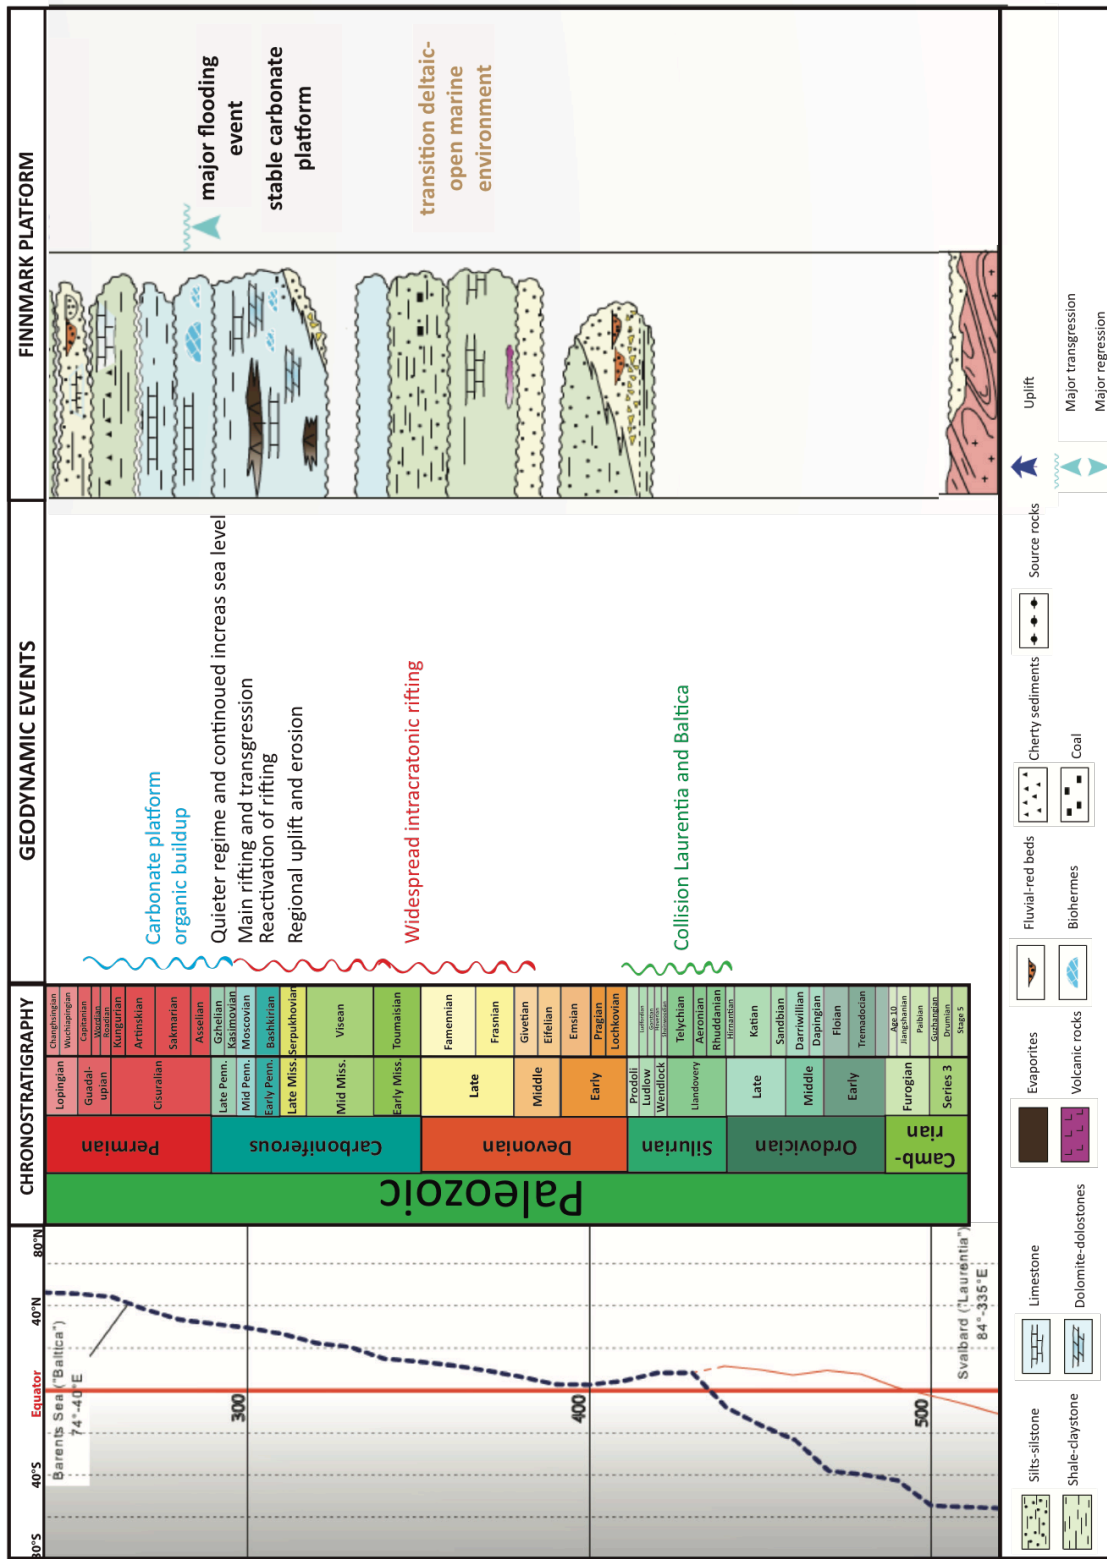 FINNMARK PLATFORM
GEODYNAMIC EVENTS
CHRONOSTRATIGRAPHY
major flooding
event
stable carbonate
platform
transition deltaic-
open marine
environment
Carbonate platform
organic buildup
Quieter regime and continoued increas sea level
Main rifting and transgression
Reactivation of rifting
Regional uplift and erosion
Widespread intracratonic rifting
Collision Laurentia and Baltica
Changhsingian
Wuchiapingian
Capitanian
Wordian
Roadian
Kungurian
Artinskian
Sakmarian
Asselian
Gzhelian
Kasimovian
Moscovian
Bashkirian
Serpukhovian
Visean
Toumaisian
Famennian
Frasnian
Givetian
Eifelian
Emsian
Pragian
Lochkovian
Telychian
Aeronian
Rhuddanian
Hirnantian
Katian
Sandbian
Darriwillian
Dapingian
Floian
Tremadocian
Age 10
Jiangshanian
Paibian
Guzhangian
Drumian
Stage 5
Lopingian
Guadal-
upian
Cisuralian
Late Penn.
Mid Penn.
Early Penn.
Late Miss.
Mid Miss.
Early Miss.
Late
Middle
Early
Prodoli
Ludlow
Wendlock
Llandovery
Late
Middle
Early
Furogian
Series 3
Permian
Carboniferous
Devonian
Silurian
Ordovician
Camb-
rian
Paleozoic
80°N
40°N
Equator
40°S
80°S
Barents Sea ("Baltica")
74°-40°E
300
400
500
Svalbard ("Laurentia")
84°-335°E
Silts-silstone
Shale-claystone
Limestone
Dolomite-dolostones
Evaporites
Volcanic rocks
Fluvial-red beds
Biohermes
Cherty sediments
Coal
Source rocks
Uplift
Major transgression
Major regression